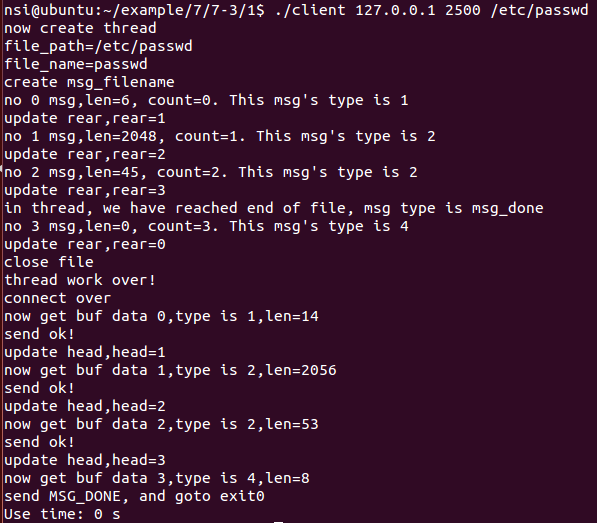 nsi@ubuntu:~/example/7/7-3/1$ ./client 127.0.0.1 2500 /etc/passwd
now create thread
file_path=/etc/passwd
file_name=passwd
create msg_filename
no 0 msg,len=6, count=0. This msg's type is 1
update rear,rear=1
no 1 msg,len=2048, count=1. This msg's type is 2
update rear,rear=2
no 2 msg,len=45, count=2. This msg's type is 2
update rear,rear=3
in thread, we have reached end of file, msg type is msg_done
no 3 msg,len=0, count=3. This msg's type is 4
update rear,rear=0
close file
thread work over!
connect over
now get buf data 0,type is 1,len=14
send ok!
update head,head=1
now get buf data 1,type is 2,len=2056
send ok!
update head,head=2
now get buf data 2,type is 2,len=53
send ok!
update head,head=3
now get buf data 3,type is 4,len=8
send MSG_DONE, and goto exit0
Use time: 0 s